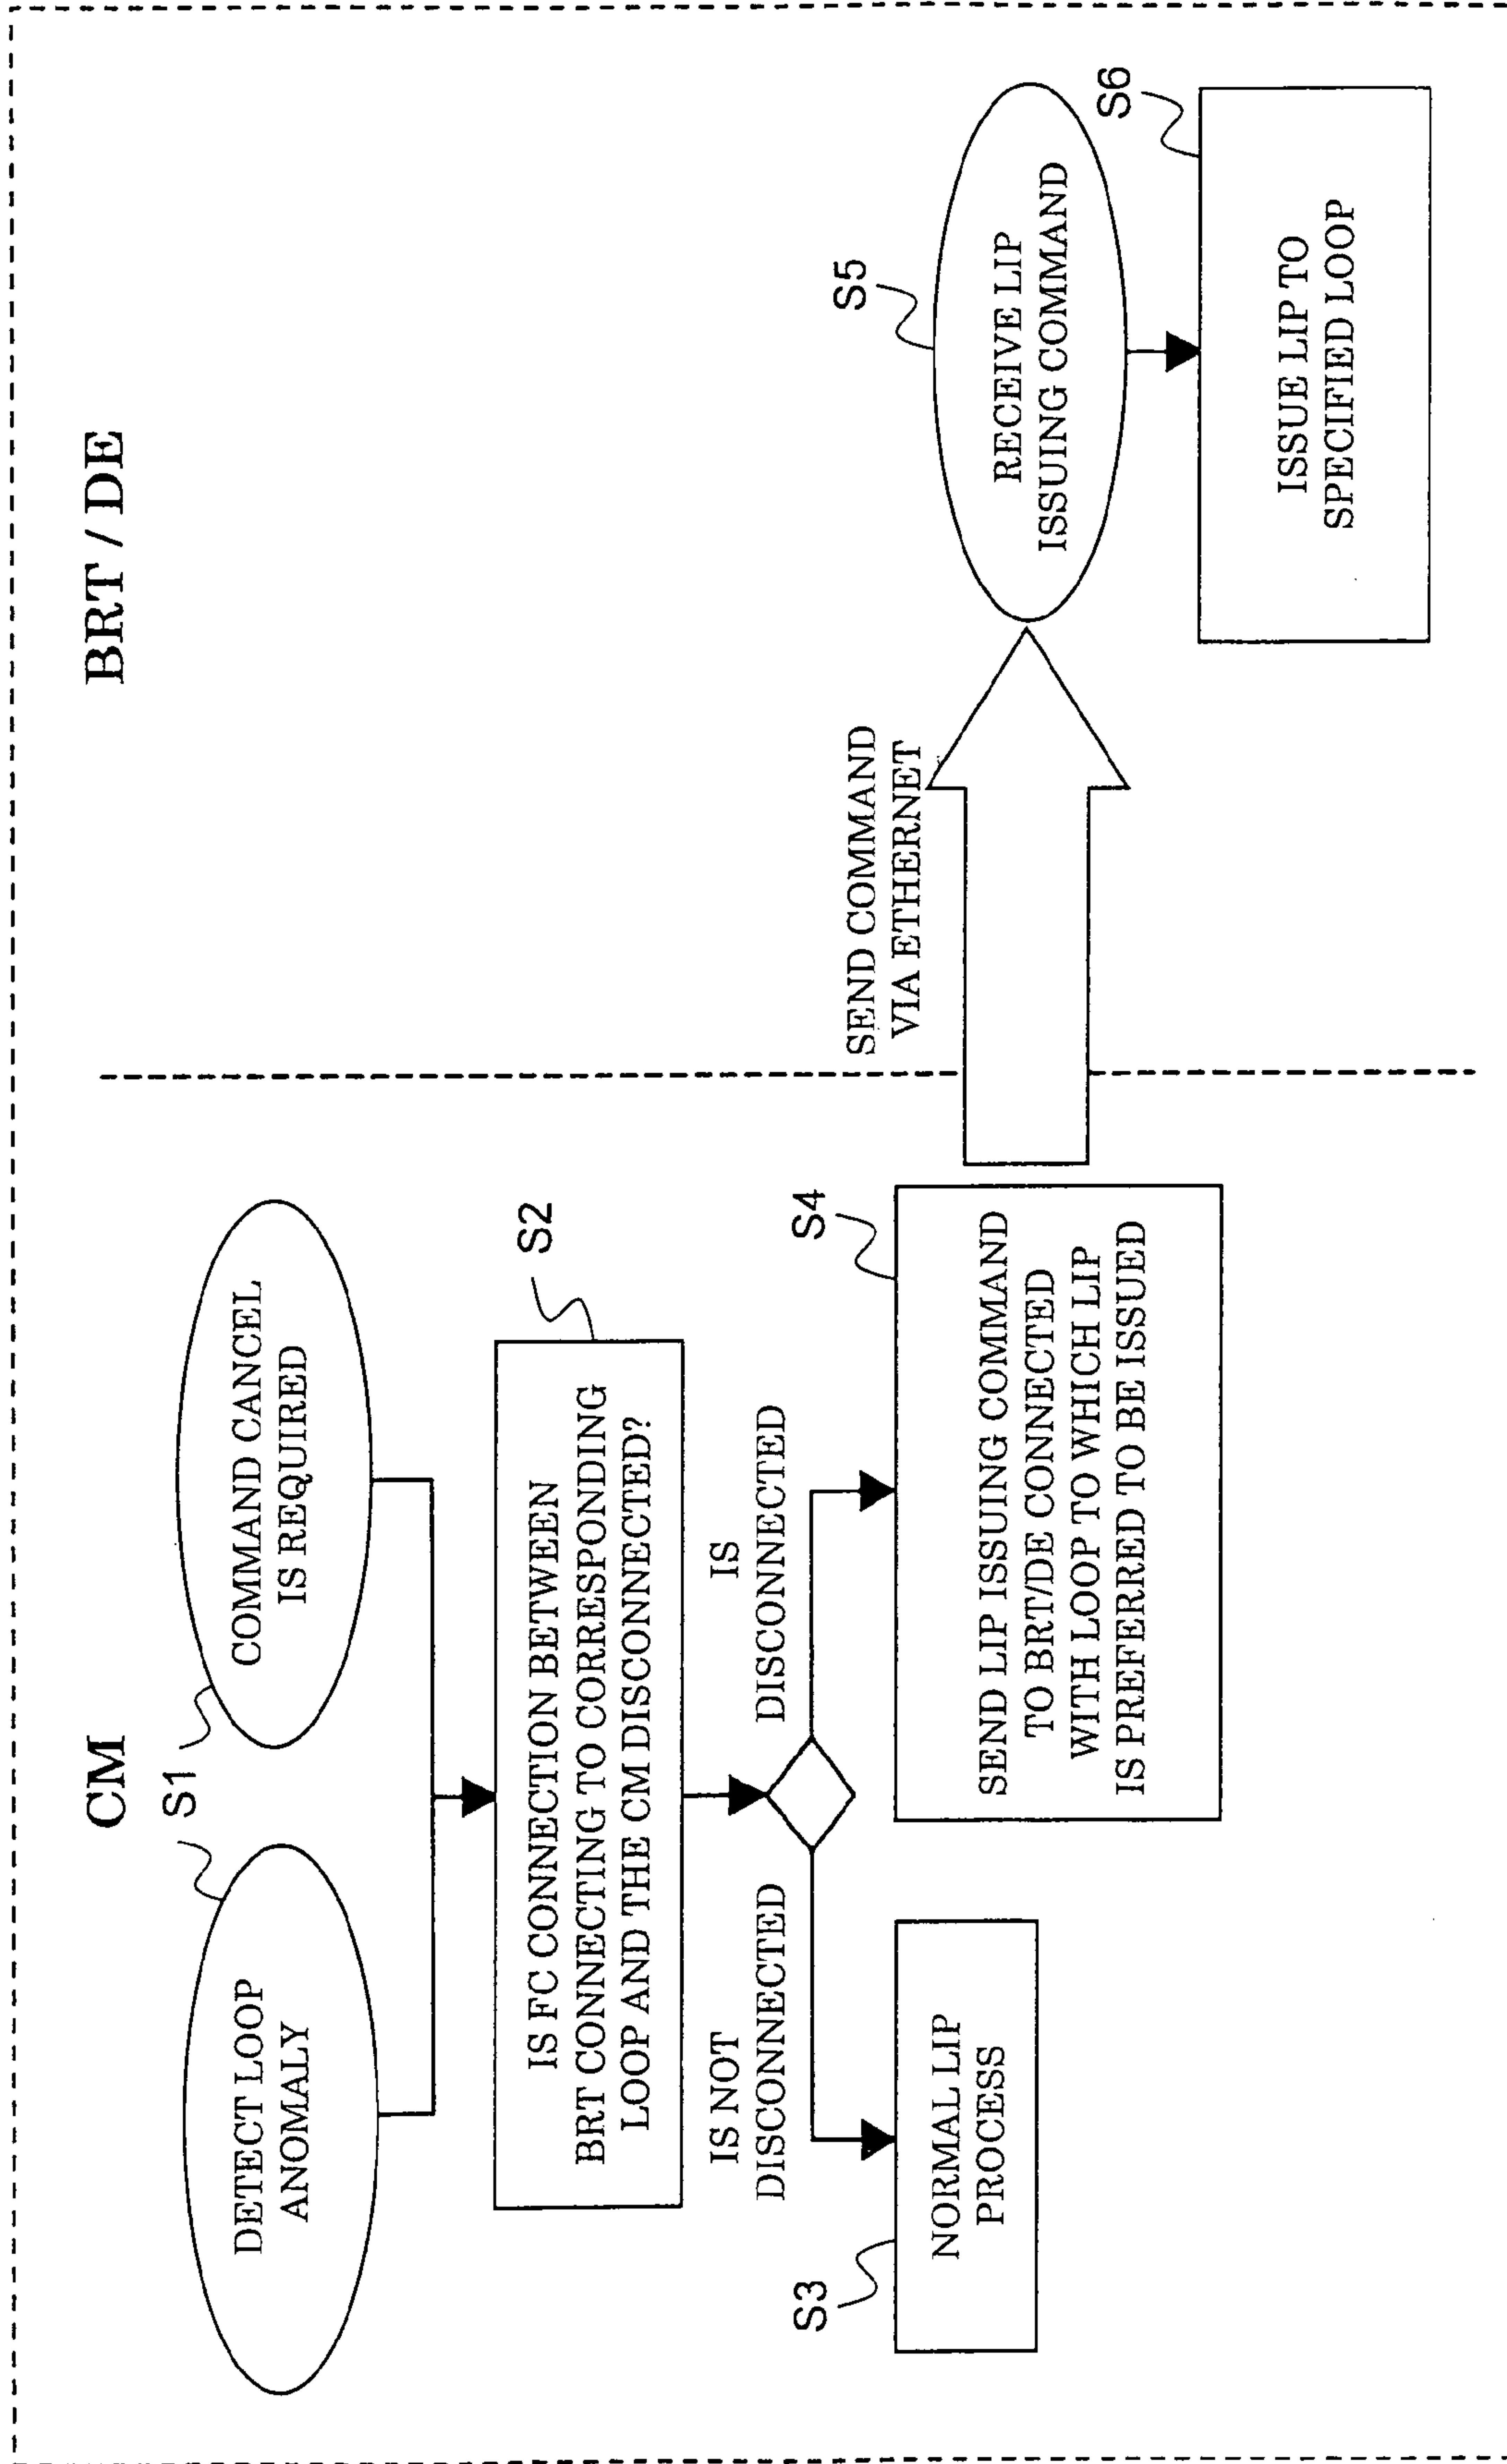 CM
BRT / DE
S1
DETECT LOOP
ANOMALY
COMMAND CANCEL
IS REQUIRED
S2
IS FC CONNECTION BETWEEN
BRT CONNECTING TO CORRESPONDING
LOOP AND THE CM DISCONNECTED?
IS NOT
DISCONNECTED
IS
DISCONNECTED
S3
NORMAL LIP
PROCESS
S4
SEND LIP ISSUING COMMAND
TO BRT/DE CONNECTED
WITH LOOP TO WHICH LIP
IS PREFERRED TO BE ISSUED
SEND COMMAND
VIA ETHERNET
S5
RECEIVE LIP
ISSUING COMMAND
S6
ISSUE LIP TO
SPECIFIED LOOP